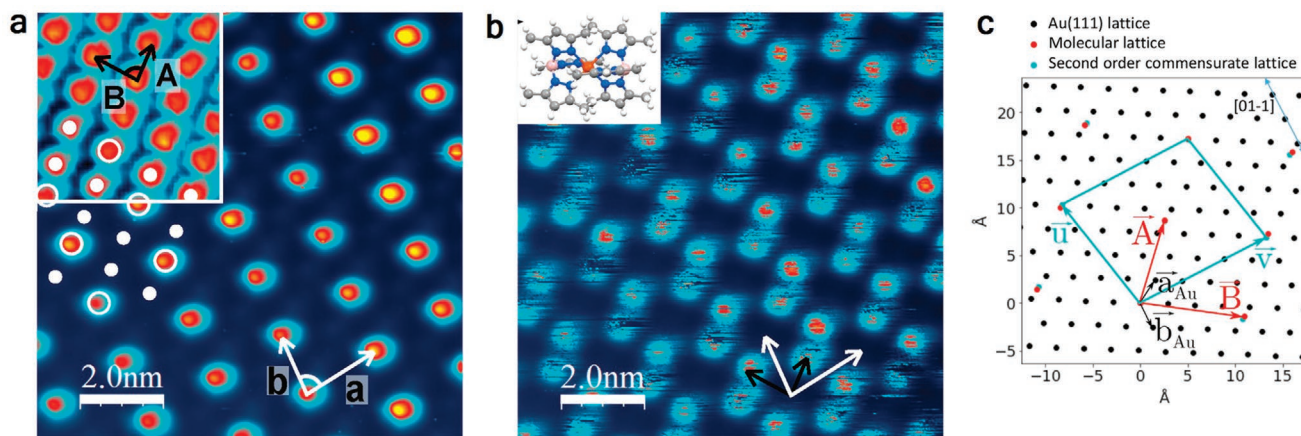 a
A
B
b
a
2.0nm
b
2.0nm
c
Au(111) lattice
Molecular lattice
Second order commensurate lattice
[01-1]
20
15
10
5
0
−5
Å
u
A
v
a Au
B
b Au
−10
−5
0
5
10
15
Å